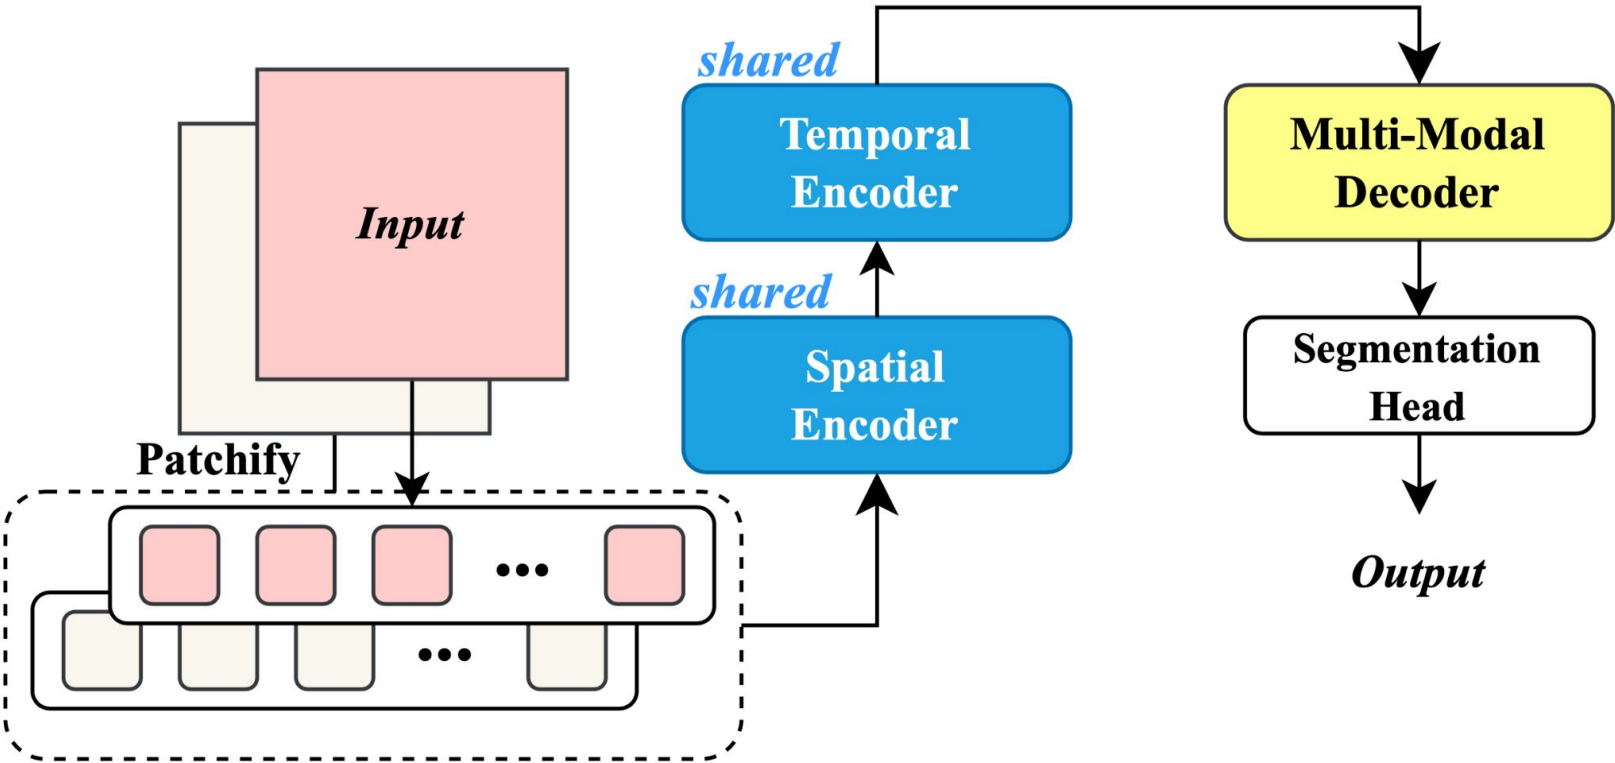 Input
Patchify
shared
Temporal
Encoder
shared
Spatial
Encoder
Multi-Modal
Decoder
Segmentation
Head
Output